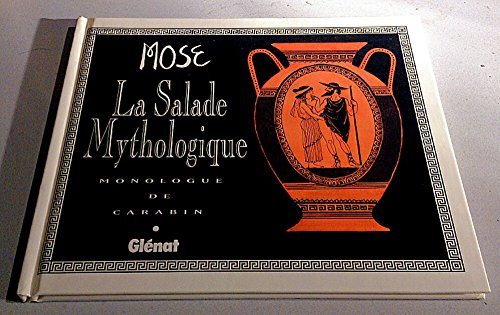 MOSE
La Salade
Mythologique
MONOLOGUE
DE
CARABIN
Glénat